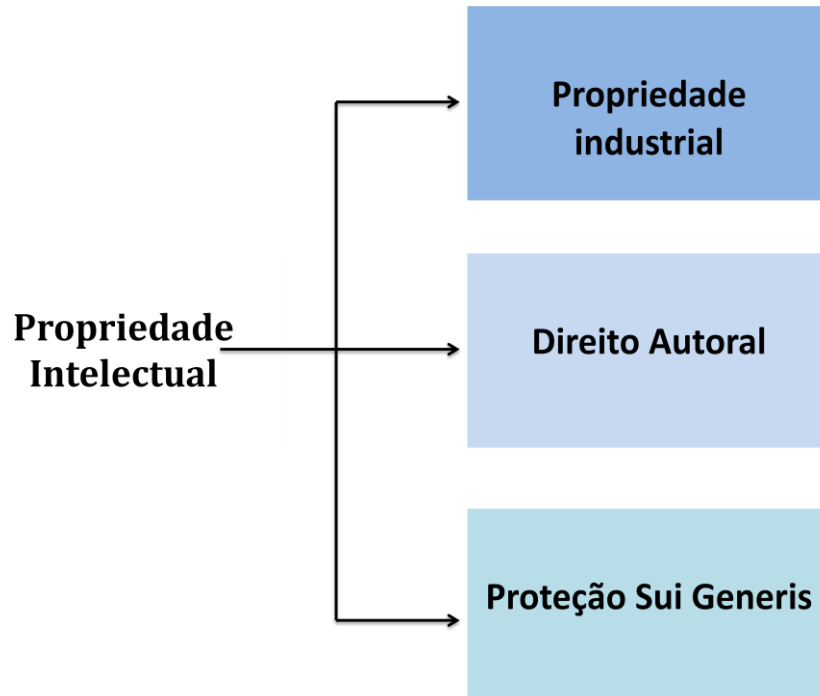 Propriedade
industrial
Propriedade
Intelectual
Direito Autoral
Proteção Sui Generis